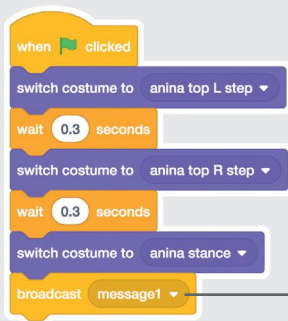 when clicked
switch costume to anina top L step
wait 0.3 seconds
switch costume to anina top R step
wait 0.3 seconds
switch costume to anina stance
broadcast message1